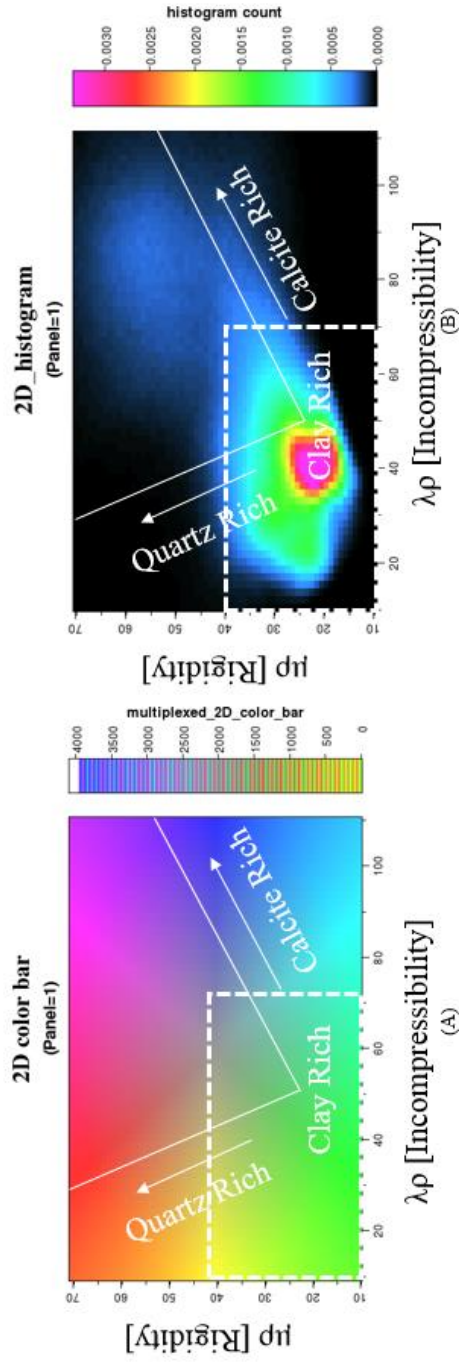 2D color bar
(Panel=1)
μρ [Rigidity]
70
60
50
40
30
20
10
Quartz Rich
Clay Rich
Calcite Rich
20
40
60
80
100
λρ [Incompressibility]
(A)
multiplexed_2D_color_bar
4000
3500
3000
2500
2000
1500
1000
500
0
2D_histogram
(Panel=1)
μρ [Rigidity]
70
60
50
40
30
20
10
Quartz Rich
Clay Rich
Calcite Rich
20
40
60
80
100
λρ [Incompressibility]
(B)
histogram count
0.0030
0.0025
0.0020
0.0015
0.0010
0.0005
0.0000